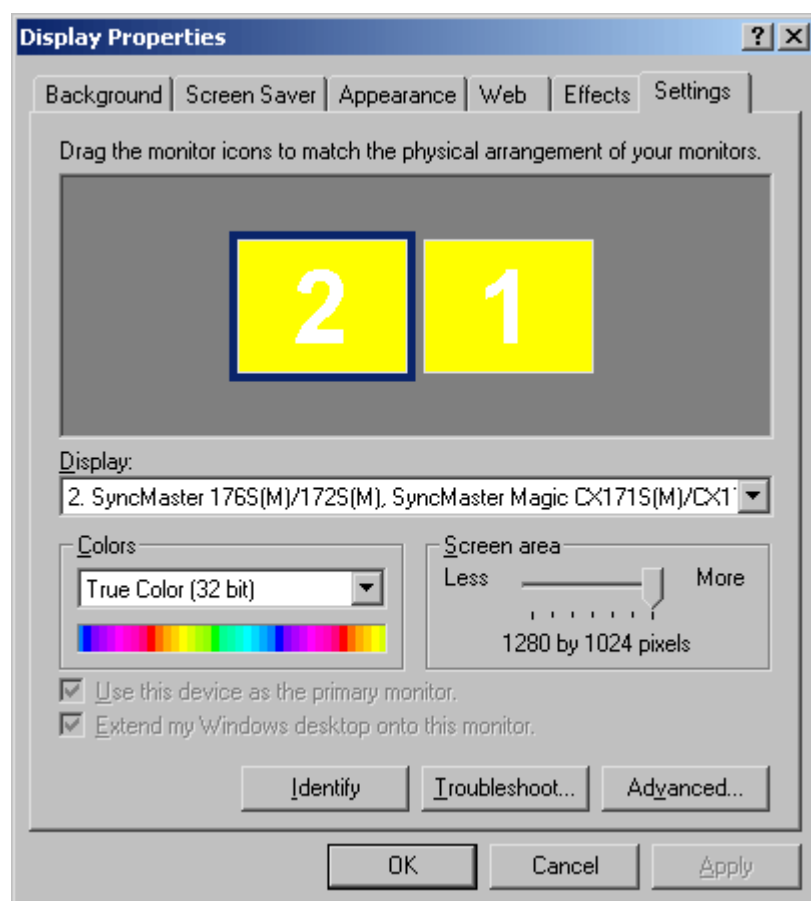 Display Properties
Background Screen Saver Appearance Web Effects Settings
Drag the monitor icons to match the physical arrangement of your monitors.
2 1
Display:
2. SyncMaster 176S(M)/172S(M), SyncMaster Magic CX171S(M)/CX1
Colors
True Color (32 bit)
Screen area
Less More
1280 by 1024 pixels
Use this device as the primary monitor.
Extend my Windows desktop onto this monitor.
Identify Troubleshoot... Advanced...
OK Cancel Apply